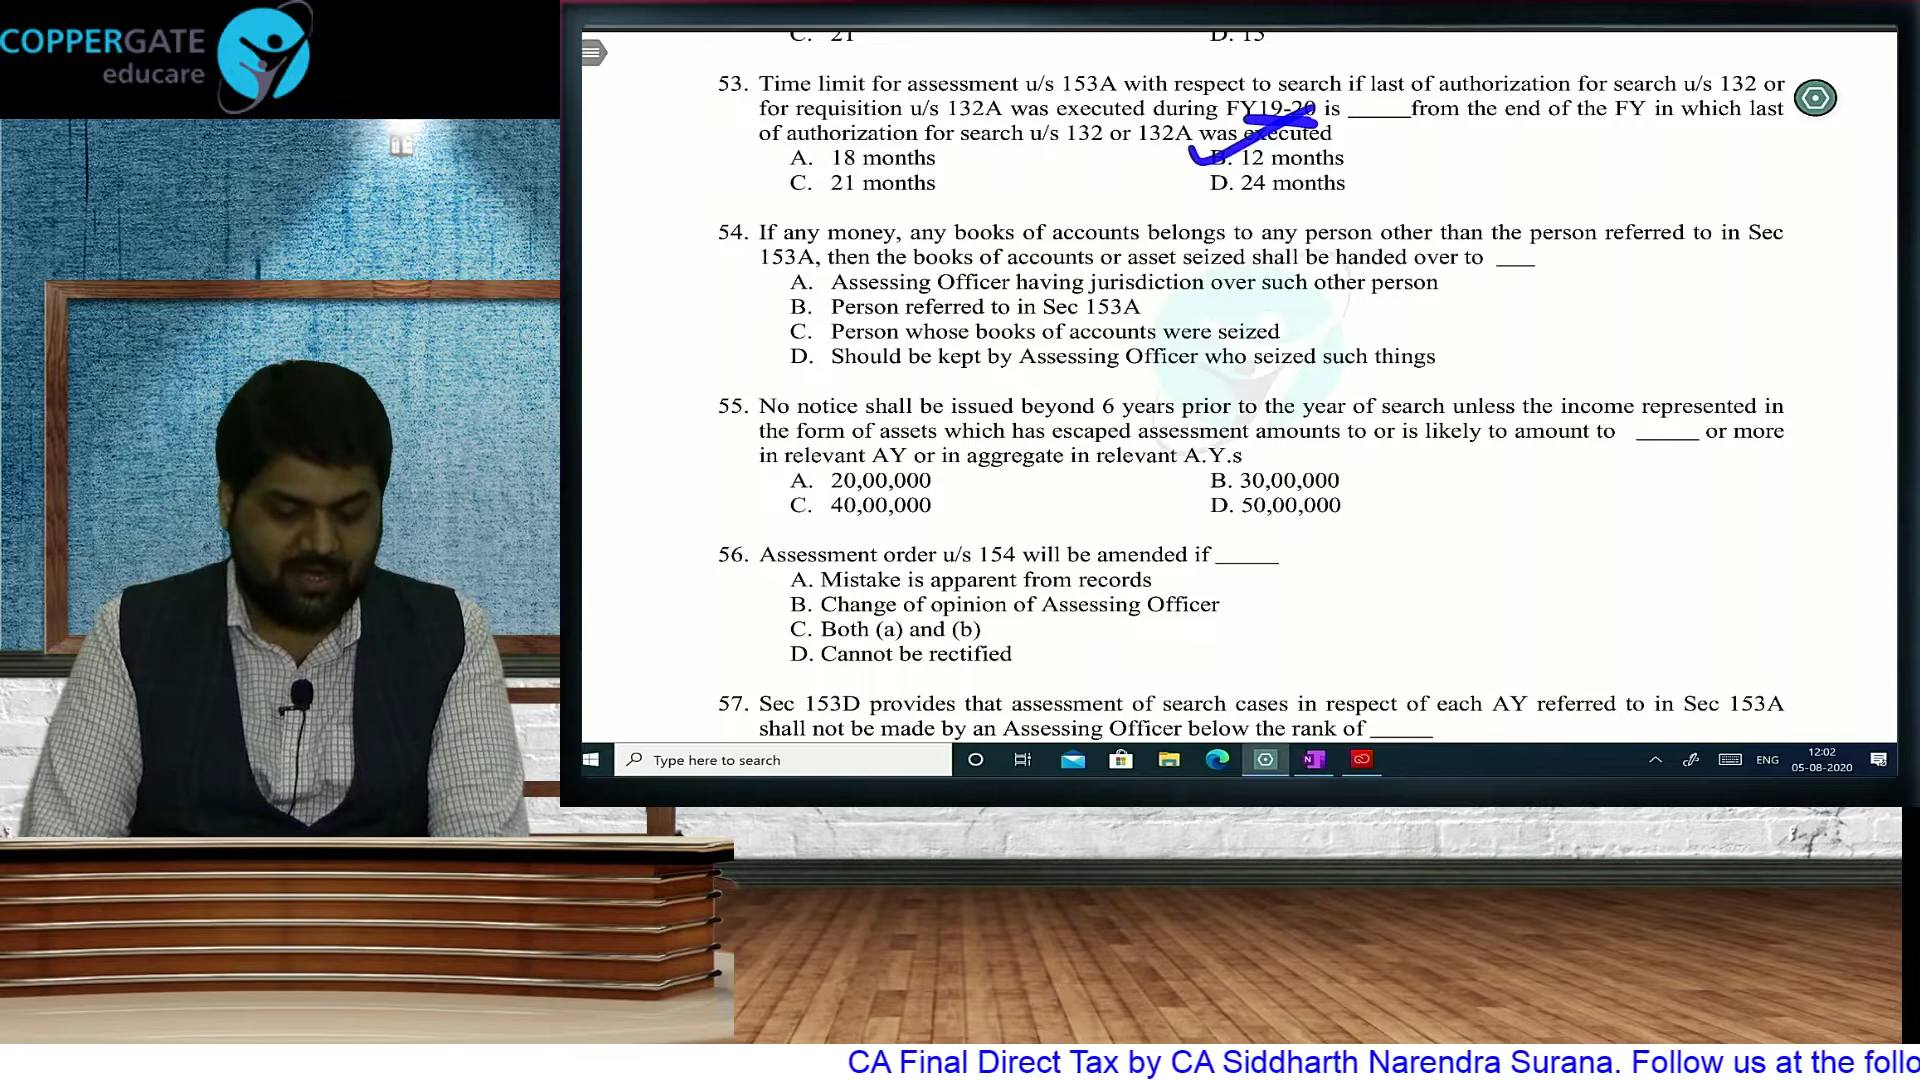 COPPERGATE
educare
C. 21 D. 15
53. Time limit for assessment u/s 153A with respect to search if last of authorization for search u/s 132 or
for requisition u/s 132A was executed during FY19-20 is _____from the end of the FY in which last
of authorization for search u/s 132 or 132A was executed
A. 18 months B. 12 months
C. 21 months D. 24 months
54. If any money, any books of accounts belongs to any person other than the person referred to in Sec
153A, then the books of accounts or asset seized shall be handed over to ___
A. Assessing Officer having jurisdiction over such other person
B. Person referred to in Sec 153A
C. Person whose books of accounts were seized
D. Should be kept by Assessing Officer who seized such things
55. No notice shall be issued beyond 6 years prior to the year of search unless the income represented in
the form of assets which has escaped assessment amounts to or is likely to amount to _____ or more
in relevant AY or in aggregate in relevant A.Y.s
A. 20,00,000 B. 30,00,000
C. 40,00,000 D. 50,00,000
56. Assessment order u/s 154 will be amended if _____
A. Mistake is apparent from records
B. Change of opinion of Assessing Officer
C. Both (a) and (b)
D. Cannot be rectified
57. Sec 153D provides that assessment of search cases in respect of each AY referred to in Sec 153A
shall not be made by an Assessing Officer below the rank of _____
Type here to search
ENG
12:02
05-08-2020
CA Final Direct Tax by CA Siddharth Narendra Surana. Follow us at the follo